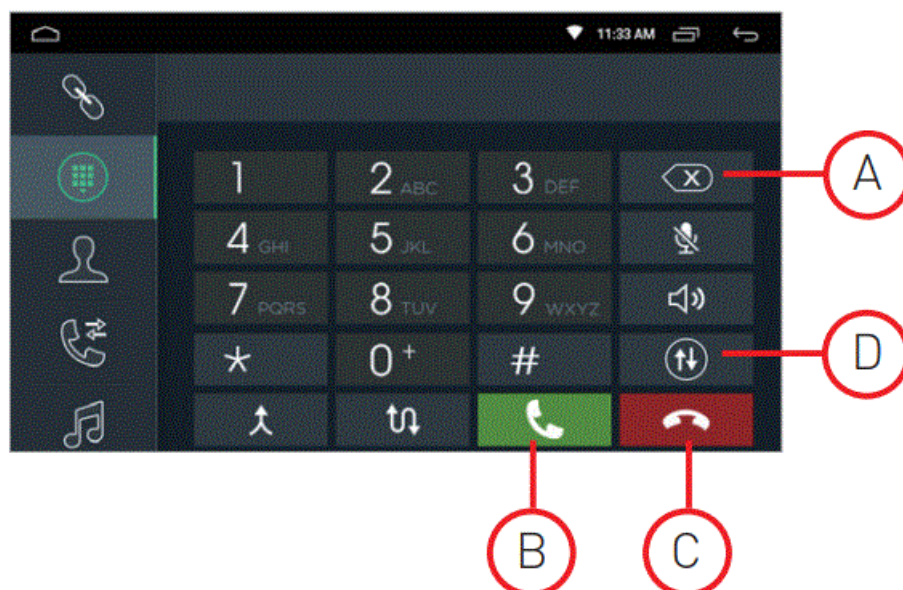 11:33 AM
1 2 ABC 3 DEF
A
4 GHI 5 JKL 6 MNO
7 PQRS 8 TUV 9 WXYZ
* 0 + #
D
B C